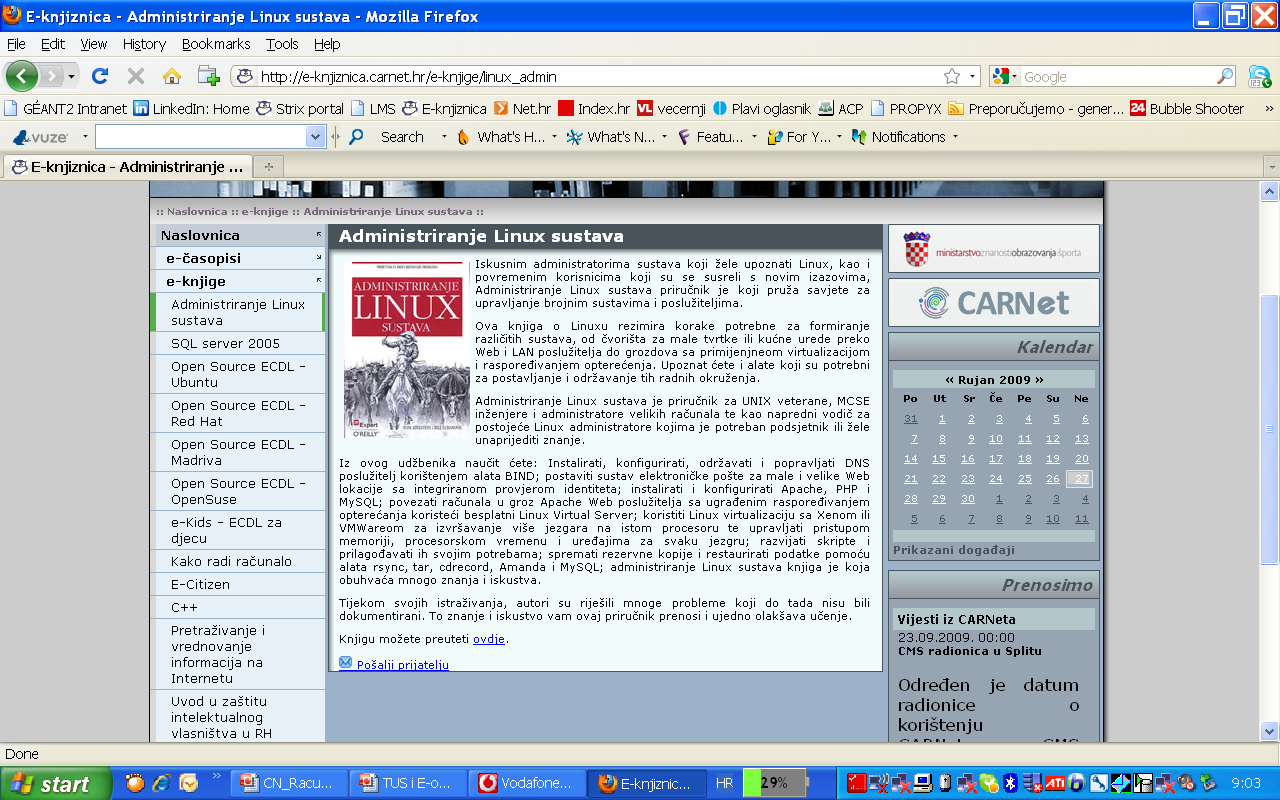 E-knjiznica - Administriranje Linux sustava - Mozilla Firefox
File Edit View History Bookmarks Tools Help
http://e-knjiznica.carnet.hr/e-knjige/linux_admin
Google
GÉANT2 Intranet LinkedIn: Home Strix portal LMS E-knjiznica Net.hr Index.hr vecernji Plavi oglasnik ACP PROPYX Preporučujemo - gener... 24 Bubble Shooter »
vuze Search What's H... What's N... Featu... For Y... Notifications
E-knjiznica - Administriranje ...
:: Naslovnica :: e-knjige :: Administriranje Linux sustava ::
Naslovnica
e-časopisi
e-knjige
Administriranje Linux
sustava
SQL server 2005
Open Source ECDL -
Ubuntu
Open Source ECDL -
Red Hat
Open Source ECDL -
Madriva
Open Source ECDL -
OpenSuse
e-Kids - ECDL za
djecu
Kako radi računalo
E-Citizen
C++
Pretraživanje i
vrednovanje
informacija na
Internetu
Uvod u zaštitu
intelektualnog
vlasništva u RH
Administriranje Linux sustava
ADMINISTRIRANJE
LINUX
SUSTAVA
Expert
O'REILLY
Iskusnim administratorima sustava koji žele upoznati Linux, kao i
povremenim korisnicima koji su se susreli s novim izazovima,
Administriranje Linux sustava priručnik je koji pruža savjete za
upravljanje brojnim sustavima i poslužiteljima.
Ova knjiga o Linuxu rezimira korake potrebne za formiranje
različitih sustava, od čvorišta za male tvrtke ili kućne urede preko
Web i LAN poslužitelja do grozdova sa primijenjneom virtualizacijom
i raspoređivanjem opterećenja. Upoznat ćete i alate koji su potrebni
za postavljanje i održavanje tih radnih okruženja.
Administriranje Linux sustava je priručnik za UNIX veterane, MCSE
inženjere i administratore velikih računala te kao napredni vodič za
postojeće Linux administratore kojima je potreban podsjetnik ili žele
unaprijediti znanje.
Iz ovog udžbenika naučit ćete: Instalirati, konfigurirati, održavati i popravljati DNS
poslužitelj korištenjem alata BIND; postaviti sustav elektroničke pošte za male i velike Web
lokacije sa integriranom provjerom identiteta; instalirati i konfigurirati Apache, PHP i
MySQL; povezati računala u groz Apache Web poslužitelja sa ugrađenim raspoređivanjem
opterećanja koristeći besplatni Linux Virtual Server; koristiti Linux virtualizaciju sa Xenom ili
VMWareom za izvršavanje više jezgara na istom procesoru te upravljati pristupom
memoriji, procesorskom vremenu i uređajima za svaku jezgru; razvijati skripte i
prilagođavati ih svojim potrebama; spremati rezervne kopije i restaurirati podatke pomoću
alata rsync, tar, cdrecord, Amanda i MySQL; administriranje Linux sustava knjiga je koja
obuhvaća mnogo znanja i iskustva.
Tijekom svojih istraživanja, autori su riješili mnoge probleme koji do tada nisu bili
dokumentirani. To znanje i iskustvo vam ovaj priručnik prenosi i ujedno olakšava učenje.
Knjigu možete preuteti ovdje.
Pošalji prijatelju
ministarstvoznanostiobrazovanja športa
CARNet
Kalendar
« Rujan 2009 »
Po Ut Sr Če Pe Su Ne
31 1 2 3 4 5 6
7 8 9 10 11 12 13
14 15 16 17 18 19 20
21 22 23 24 25 26 27
28 29 30 1 2 3 4
5 6 7 8 9 10 11
Prikazani događaji
Prenosimo
Vijesti iz CARNeta
23.09.2009. 00:00
CMS radionica u Splitu
Određen je datum
radionice o
korištenju
CARNet CMS
Done
start » CN_Racu... TUS i E-o... Vodafone... E-knjiznic... HR 29% ATI 9:03